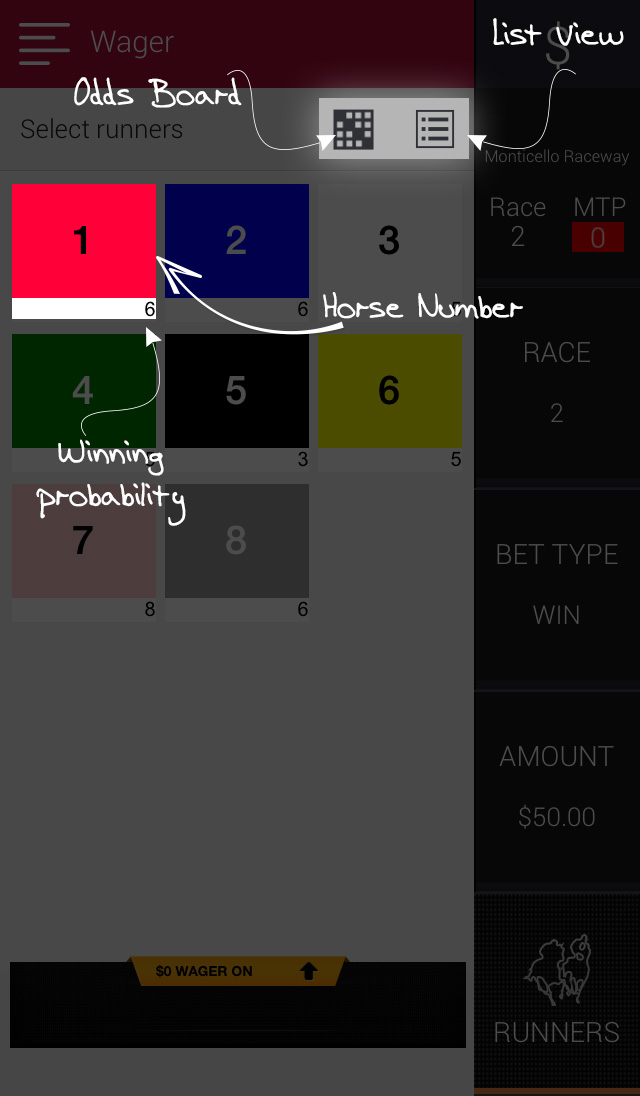 Wager
$
List View
Odds Board
Select runners
Monticello Raceway
Race
2
MTP
0
1
6
2
6
3
Horse Number
4
5
3
6
5
Winning
probability
7
8
8
6
RACE
2
BET TYPE
WIN
AMOUNT
$50.00
$0 WAGER ON
RUNNERS